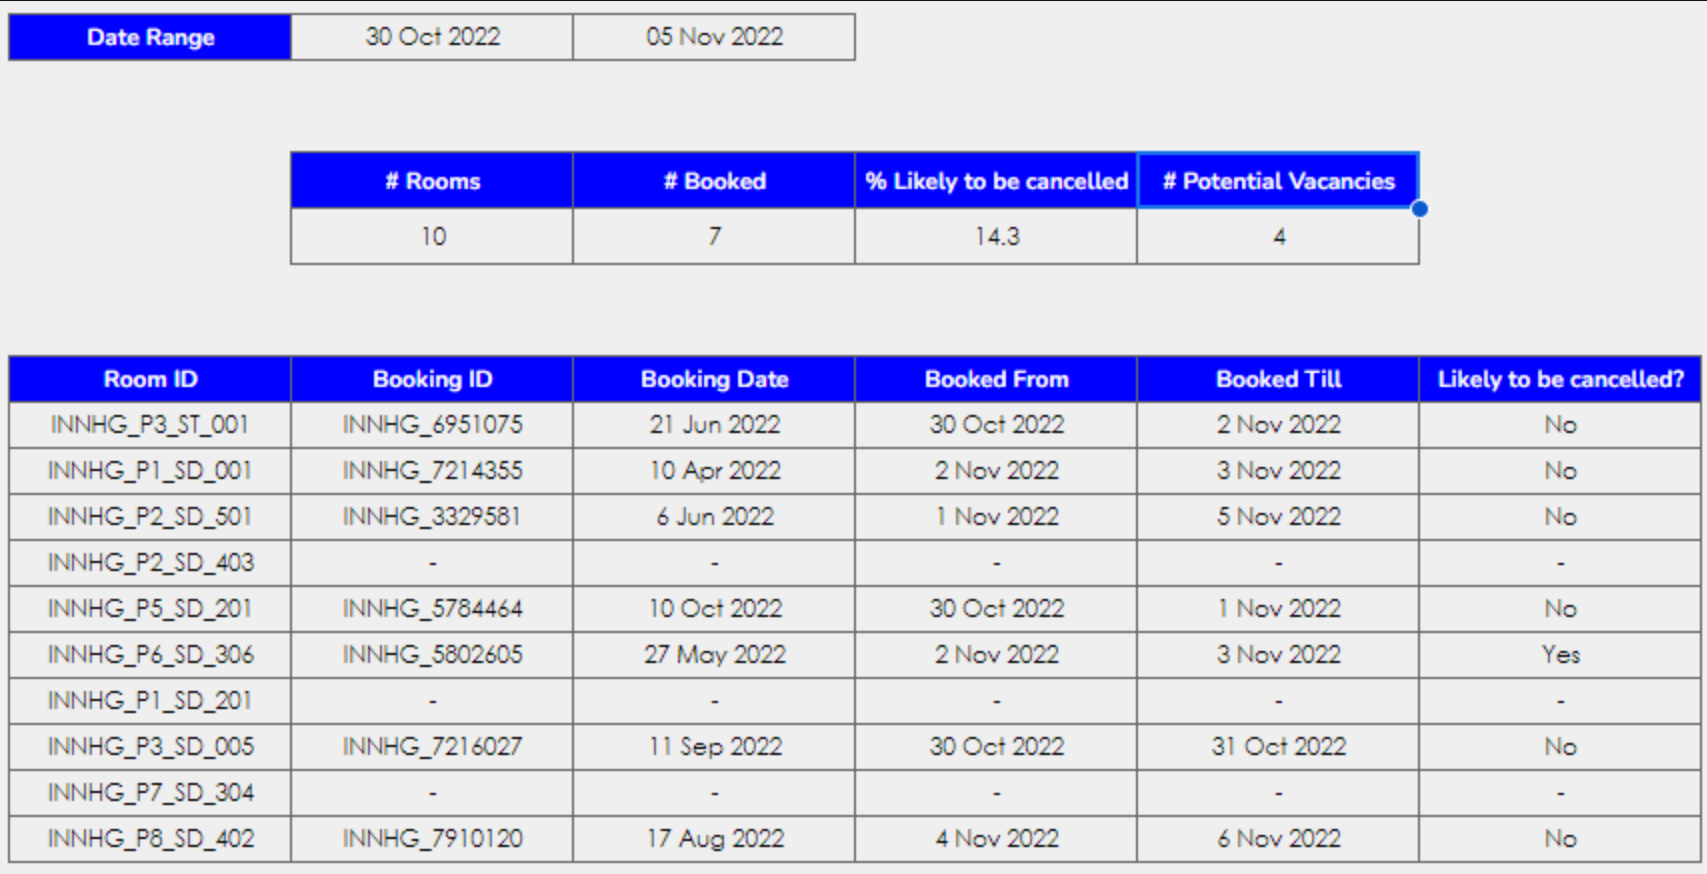 Date Range 30 Oct 2022 05 Nov 2022
# Rooms # Booked % Likely to be cancelled # Potential Vacancies
10 7 14.3 4
Room ID Booking ID Booking Date Booked From Booked Till Likely to be cancelled?
INNHG_P3_ST_001 INNHG_6951075 21 Jun 2022 30 Oct 2022 2 Nov 2022 No
INNHG_P1_SD_001 INNHG_7214355 10 Apr 2022 2 Nov 2022 3 Nov 2022 No
INNHG_P2_SD_501 INNHG_3329581 6 Jun 2022 1 Nov 2022 5 Nov 2022 No
INNHG_P2_SD_403 - - - - -
INNHG_P5_SD_201 INNHG_5784464 10 Oct 2022 30 Oct 2022 1 Nov 2022 No
INNHG_P6_SD_306 INNHG_5802605 27 May 2022 2 Nov 2022 3 Nov 2022 Yes
INNHG_P1_SD_201 - - - - -
INNHG_P3_SD_005 INNHG_7216027 11 Sep 2022 30 Oct 2022 31 Oct 2022 No
INNHG_P7_SD_304 - - - - -
INNHG_P8_SD_402 INNHG_7910120 17 Aug 2022 4 Nov 2022 6 Nov 2022 No